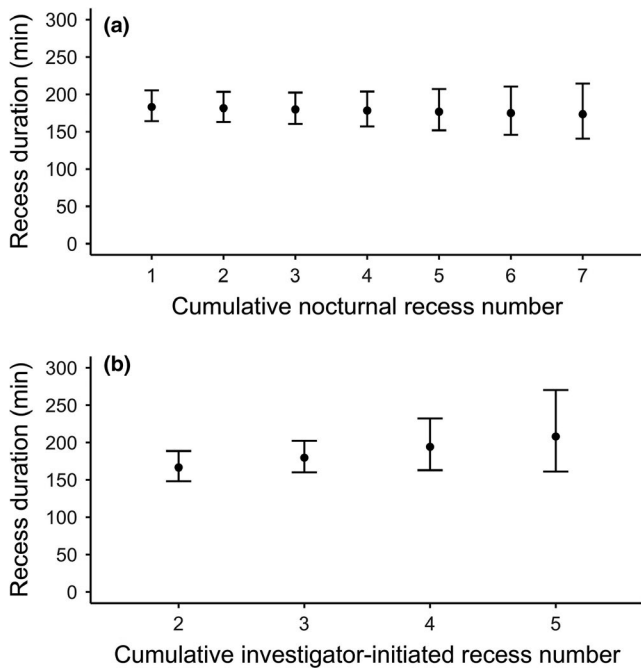 (a)
Recess duration (min)
300
250
200
150
100
50
0
1 2 3 4 5 6 7
Cumulative nocturnal recess number
(b)
Recess duration (min)
300
250
200
150
100
50
0
2 3 4 5
Cumulative investigator-initiated recess number